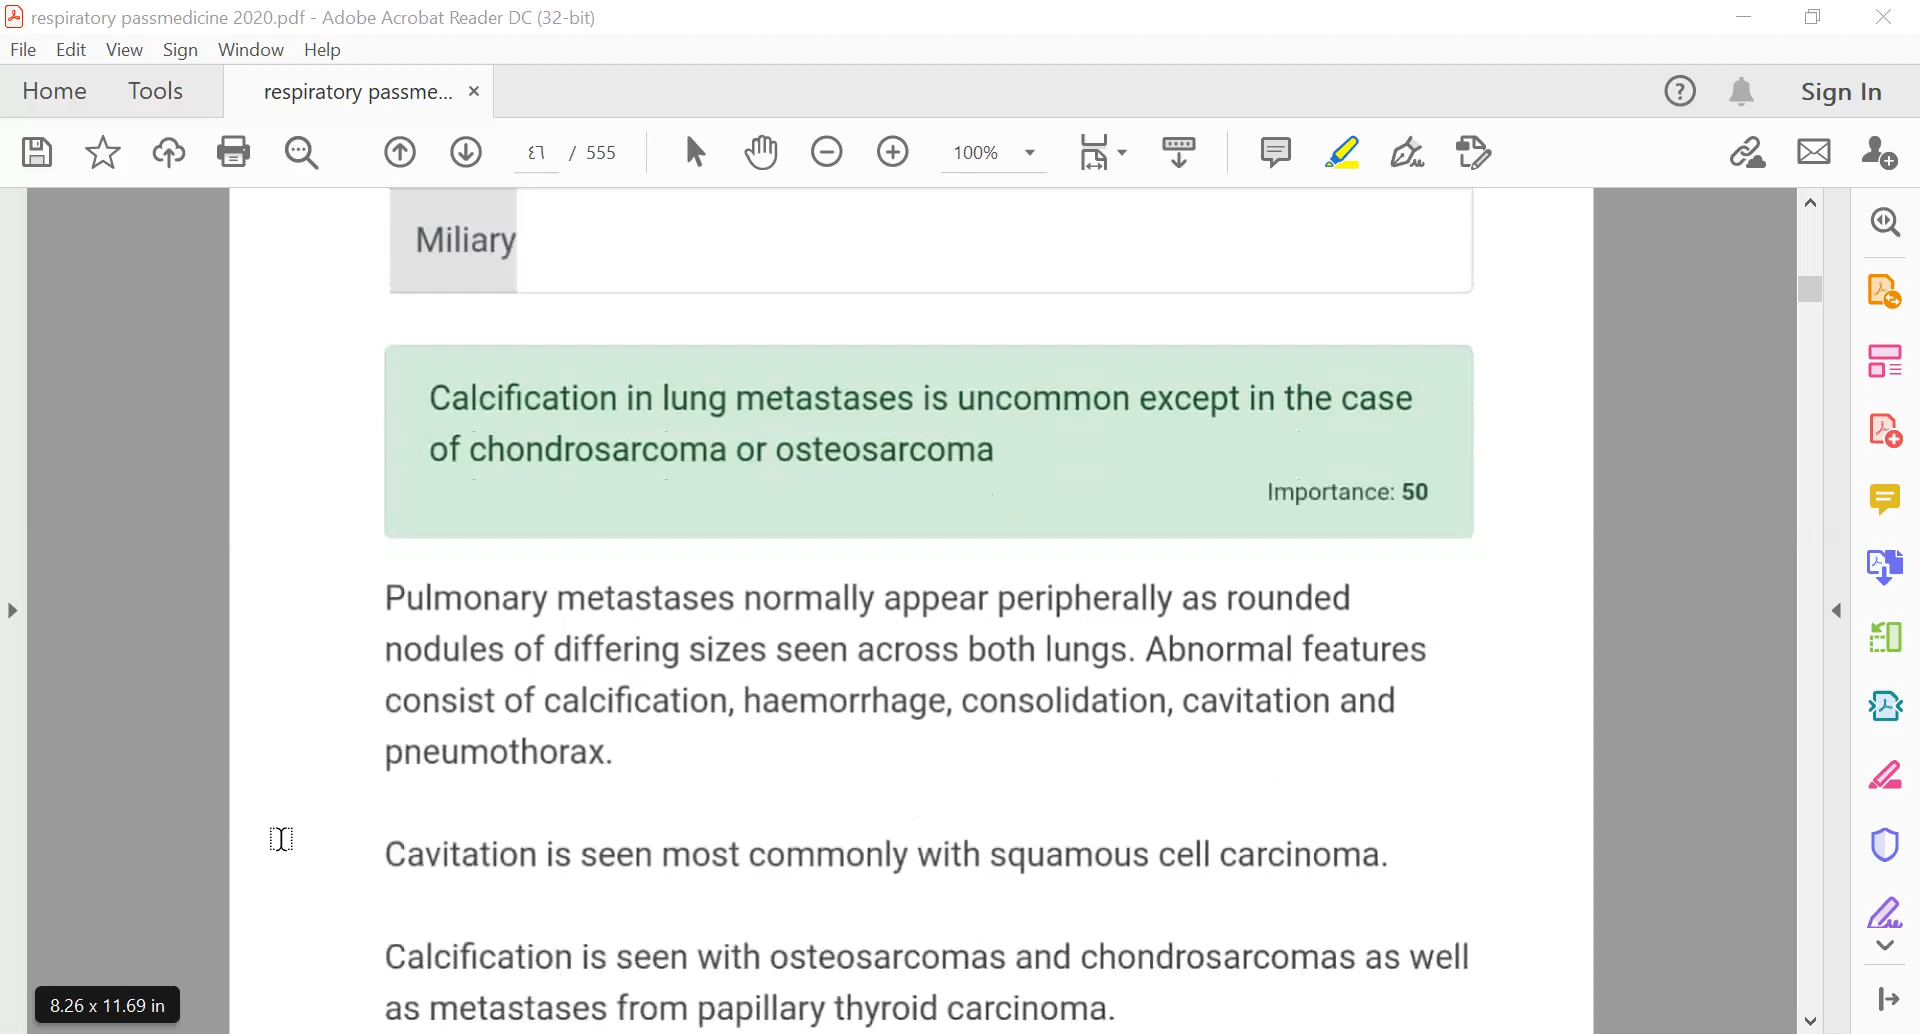 respiratory passmedicine 2020.pdf - Adobe Acrobat Reader DC (32-bit)
File Edit View Sign Window Help
Home Tools respiratory passme... × Sign In
٤٦ / 555 100%
Miliary
Calcification in lung metastases is uncommon except in the case
of chondrosarcoma or osteosarcoma
Importance: 50
Pulmonary metastases normally appear peripherally as rounded
nodules of differing sizes seen across both lungs. Abnormal features
consist of calcification, haemorrhage, consolidation, cavitation and
pneumothorax.
Cavitation is seen most commonly with squamous cell carcinoma.
Calcification is seen with osteosarcomas and chondrosarcomas as well
as metastases from papillary thyroid carcinoma.
8.26 x 11.69 in